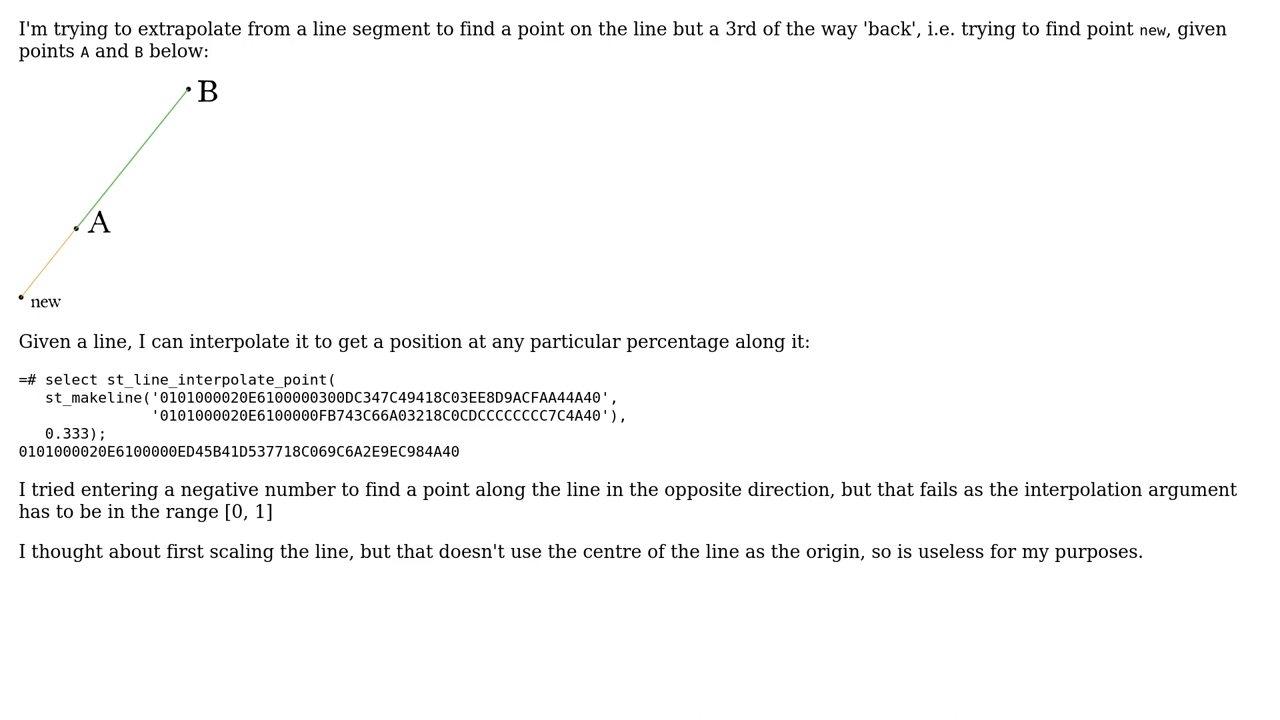 I'm trying to extrapolate from a line segment to find a point on the line but a 3rd of the way 'back', i.e. trying to find point new, given
points A and B below:
B
A
new
Given a line, I can interpolate it to get a position at any particular percentage along it:
=# select st_line_interpolate_point(
   st_makeline('0101000020E6100000300DC347C49418C03EE8D9ACFAA44A40',
               '0101000020E6100000FB743C66A03218C0CDCCCCCCCC7C4A40'),
   0.333);
0101000020E6100000ED45B41D537718C069C6A2E9EC984A40
I tried entering a negative number to find a point along the line in the opposite direction, but that fails as the interpolation argument
has to be in the range [0, 1]
I thought about first scaling the line, but that doesn't use the centre of the line as the origin, so is useless for my purposes.